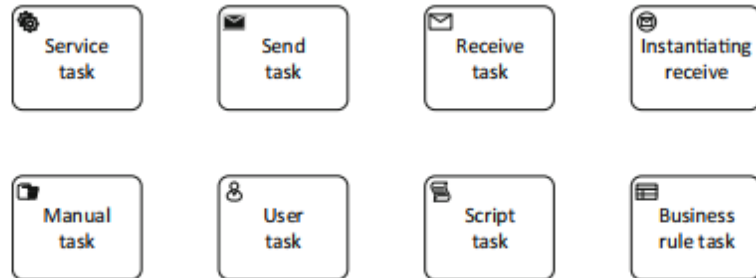 Service
task
Send
task
Receive
task
Instantiating
receive
Manual
task
User
task
Script
task
Business
rule task